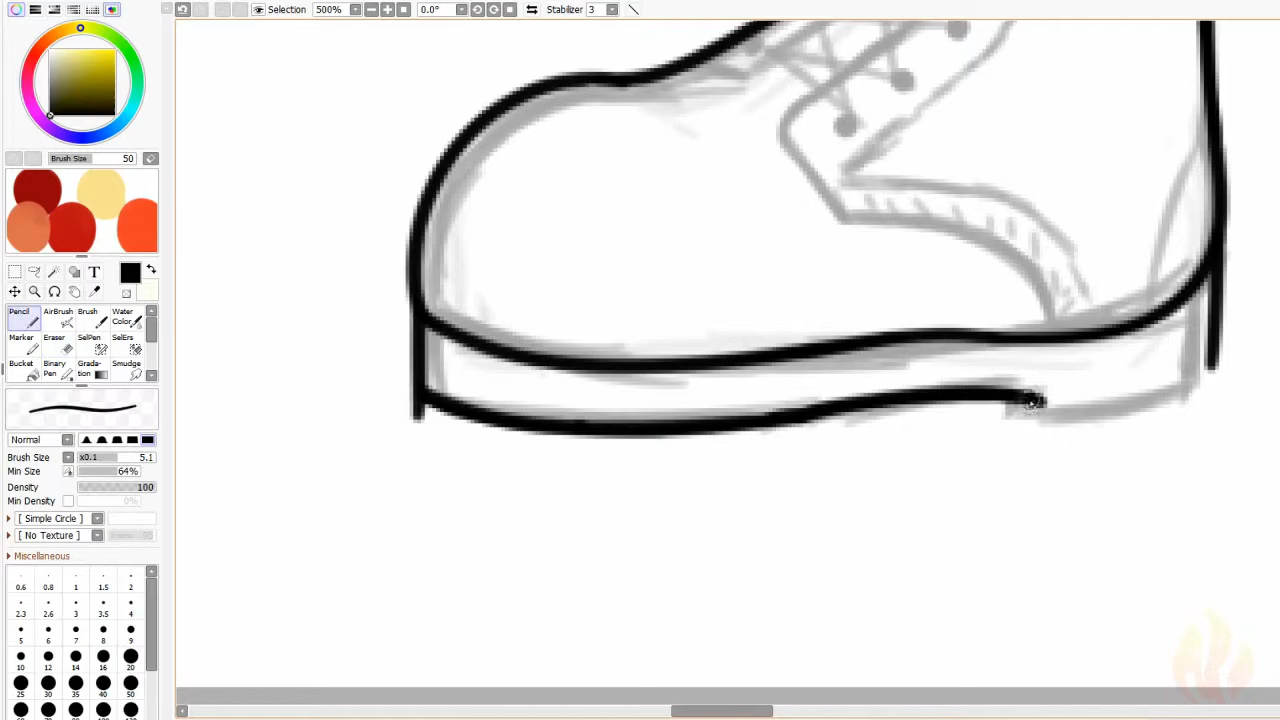 Selection 500% 0.0° Stabilizer 3
Brush Size 50
T
Pencil AirBrush Brush Water Color
Marker Eraser SelPen SelErs
Bucket Binary Pen Grada-tion Smudge
Normal
Brush Size x0.1 5.1
Min Size 64%
Density 100
Min Density 0%
[ Simple Circle ]
[ No Texture ]
Miscellaneous
0.6 0.8 1 1.5 2
2.3 2.6 3 3.5 4
5 6 7 8 9
10 12 14 16 20
25 30 35 40 50